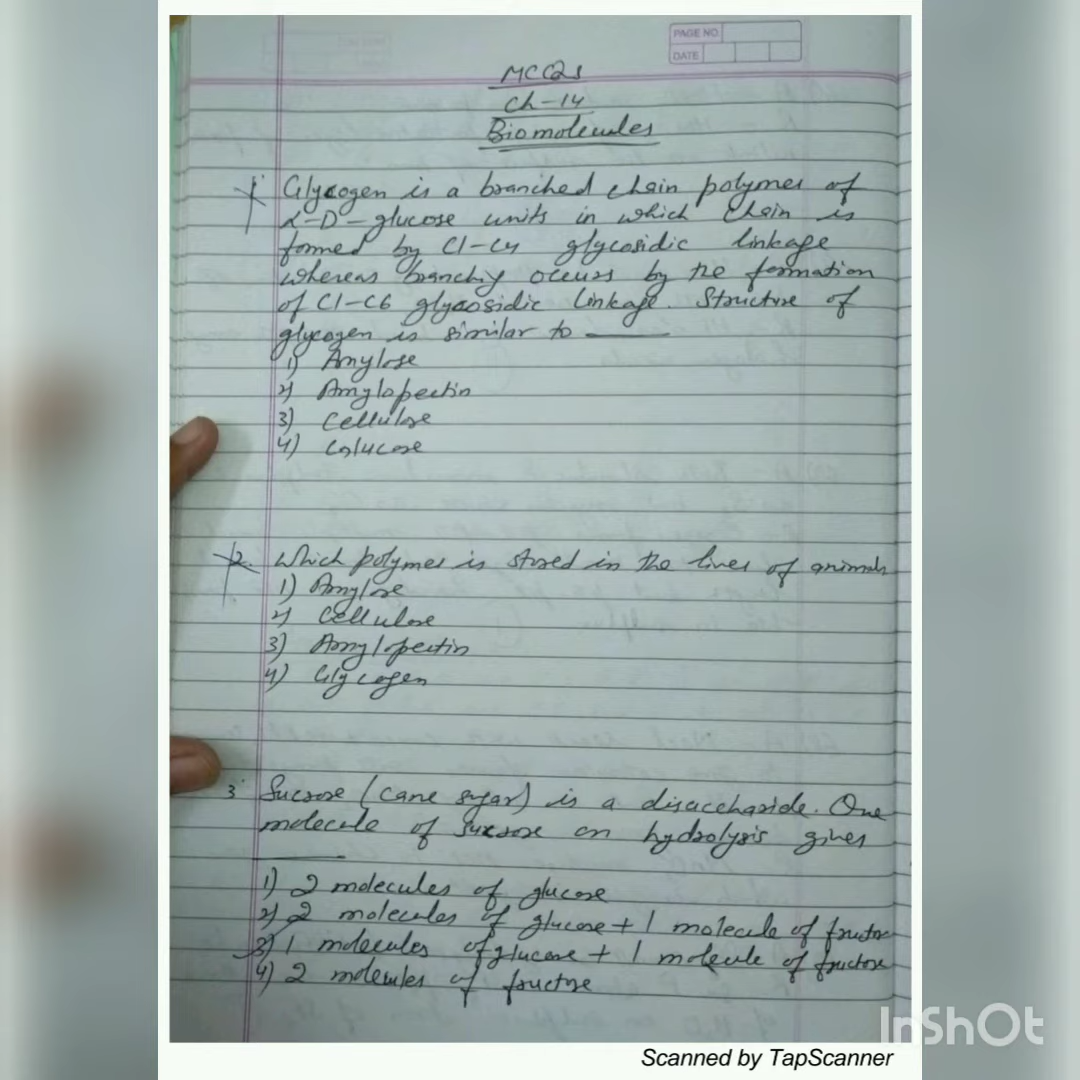 PAGE NO.
DATE
MCQs
Ch-14
Biomolecules
1. Glycogen is a branched chain polymer of
α-D-glucose units in which chain is
formed by C1-C4 glycosidic linkage
whereas branching occurs by the formation
of C1-C6 glycosidic linkage. Structure of
glycogen is similar to ______
1) Amylose
2) Amylopectin
3) Cellulose
4) Glucose
2. Which polymer is stored in the liver of animals
1) Amylose
2) Cellulose
3) Amylopectin
4) Glycogen
3. Sucrose (cane sugar) is a disaccharide. One
molecule of sucrose on hydrolysis gives
______
1) 2 molecules of glucose
2) 2 molecules of glucose + 1 molecule of fructose
3) 1 molecules of glucose + 1 molecule of fructose
4) 2 molecules of fructose
InShOt
Scanned by TapScanner